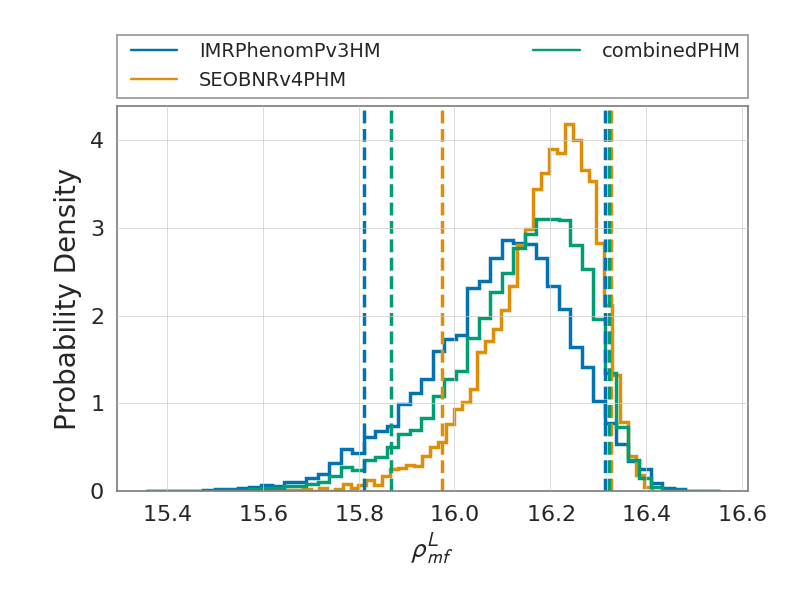 IMRPhenomPv3HM
SEOBNRv4PHM
combinedPHM
Probability Density
4
3
2
1
0
15.4 15.6 15.8 16.0 16.2 16.4 16.6
ρ^L_mf